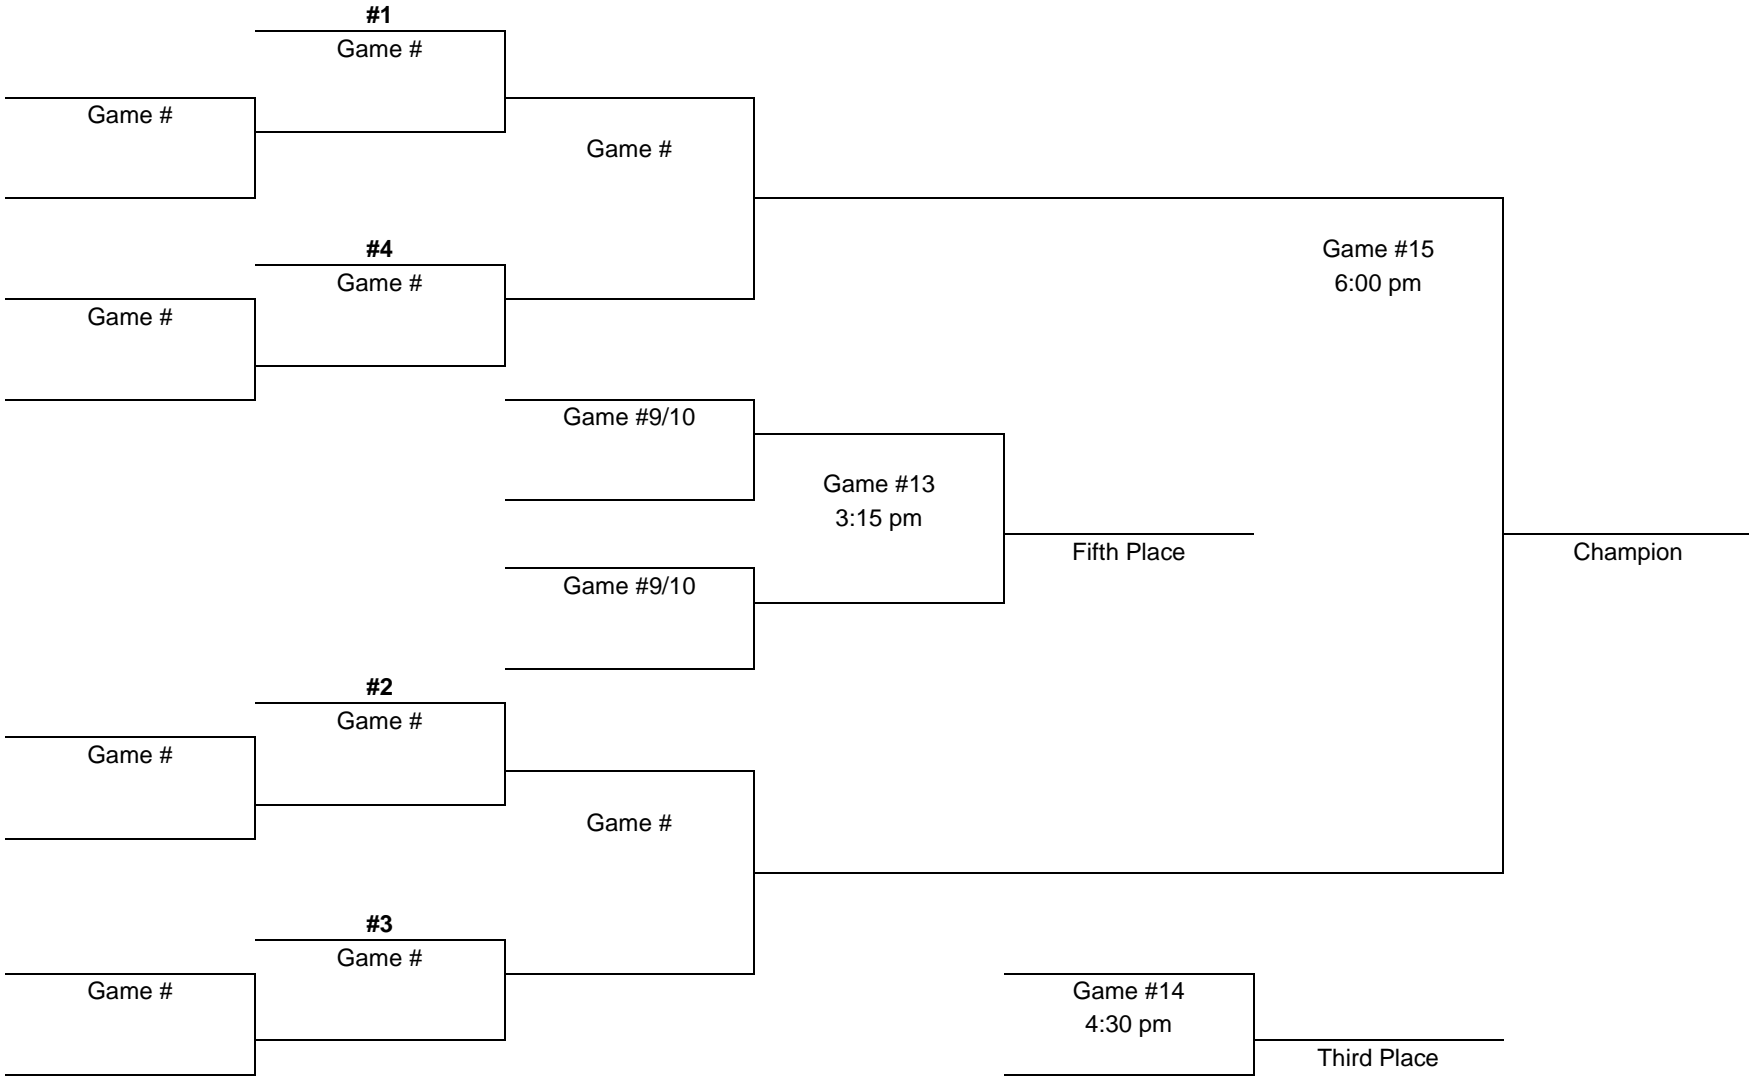 #1
Game #
Game #
Game #
#4
Game #15
Game #
6:00 pm
Game #
Game #9/10
Game #13
3:15 pm
Fifth Place
Champion
Game #9/10
#2
Game #
Game #
Game #
#3
Game #
Game #
Game #14
4:30 pm
Third Place